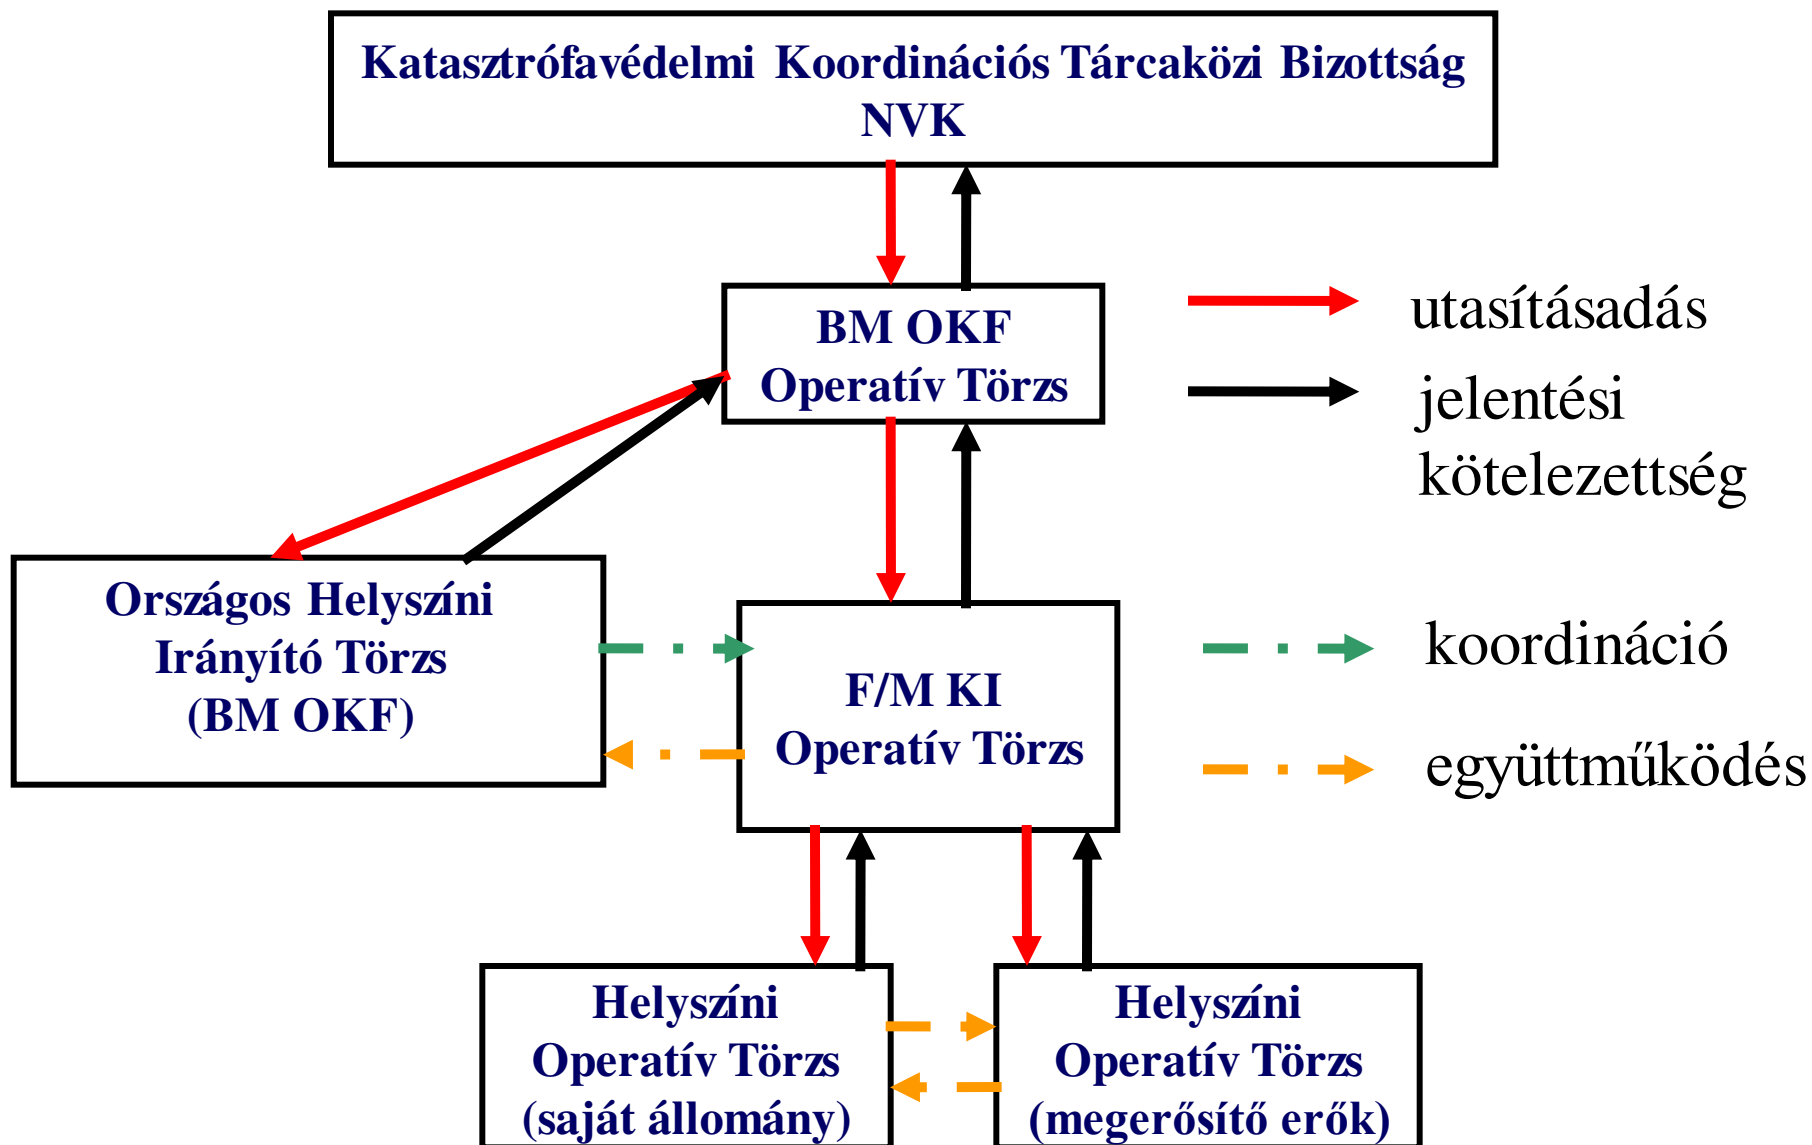 Katasztrófavédelmi Koordinációs Tárcaközi Bizottság
NVK
BM OKF
Operatív Törzs
utasításadás
jelentési
kötelezettség
Országos Helyszíni
Irányító Törzs
(BM OKF)
F/M KI
Operatív Törzs
koordináció
együttműködés
Helyszíni
Operatív Törzs
(saját állomány)
Helyszíni
Operatív Törzs
(megerősítő erők)